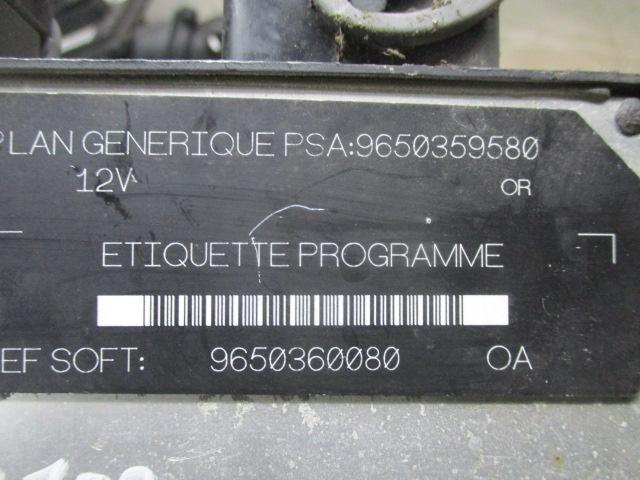 PLAN GENERIQUE PSA:9650359580
12V OR
ETIQUETTE PROGRAMME
EF SOFT: 9650360080 OA